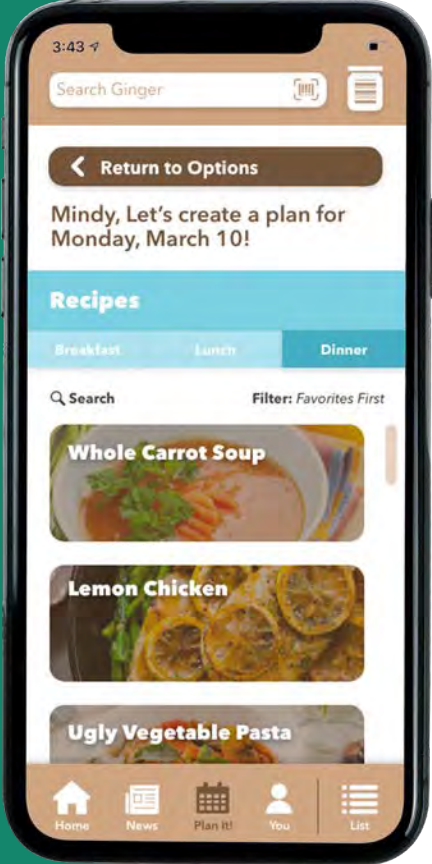 3:43
Search Ginger
Return to Options
Mindy, Let's create a plan for
Monday, March 10!
Recipes
Breakfast Lunch Dinner
Search Filter: Favorites First
Whole Carrot Soup
Lemon Chicken
Ugly Vegetable Pasta
Home News Plan It! You List